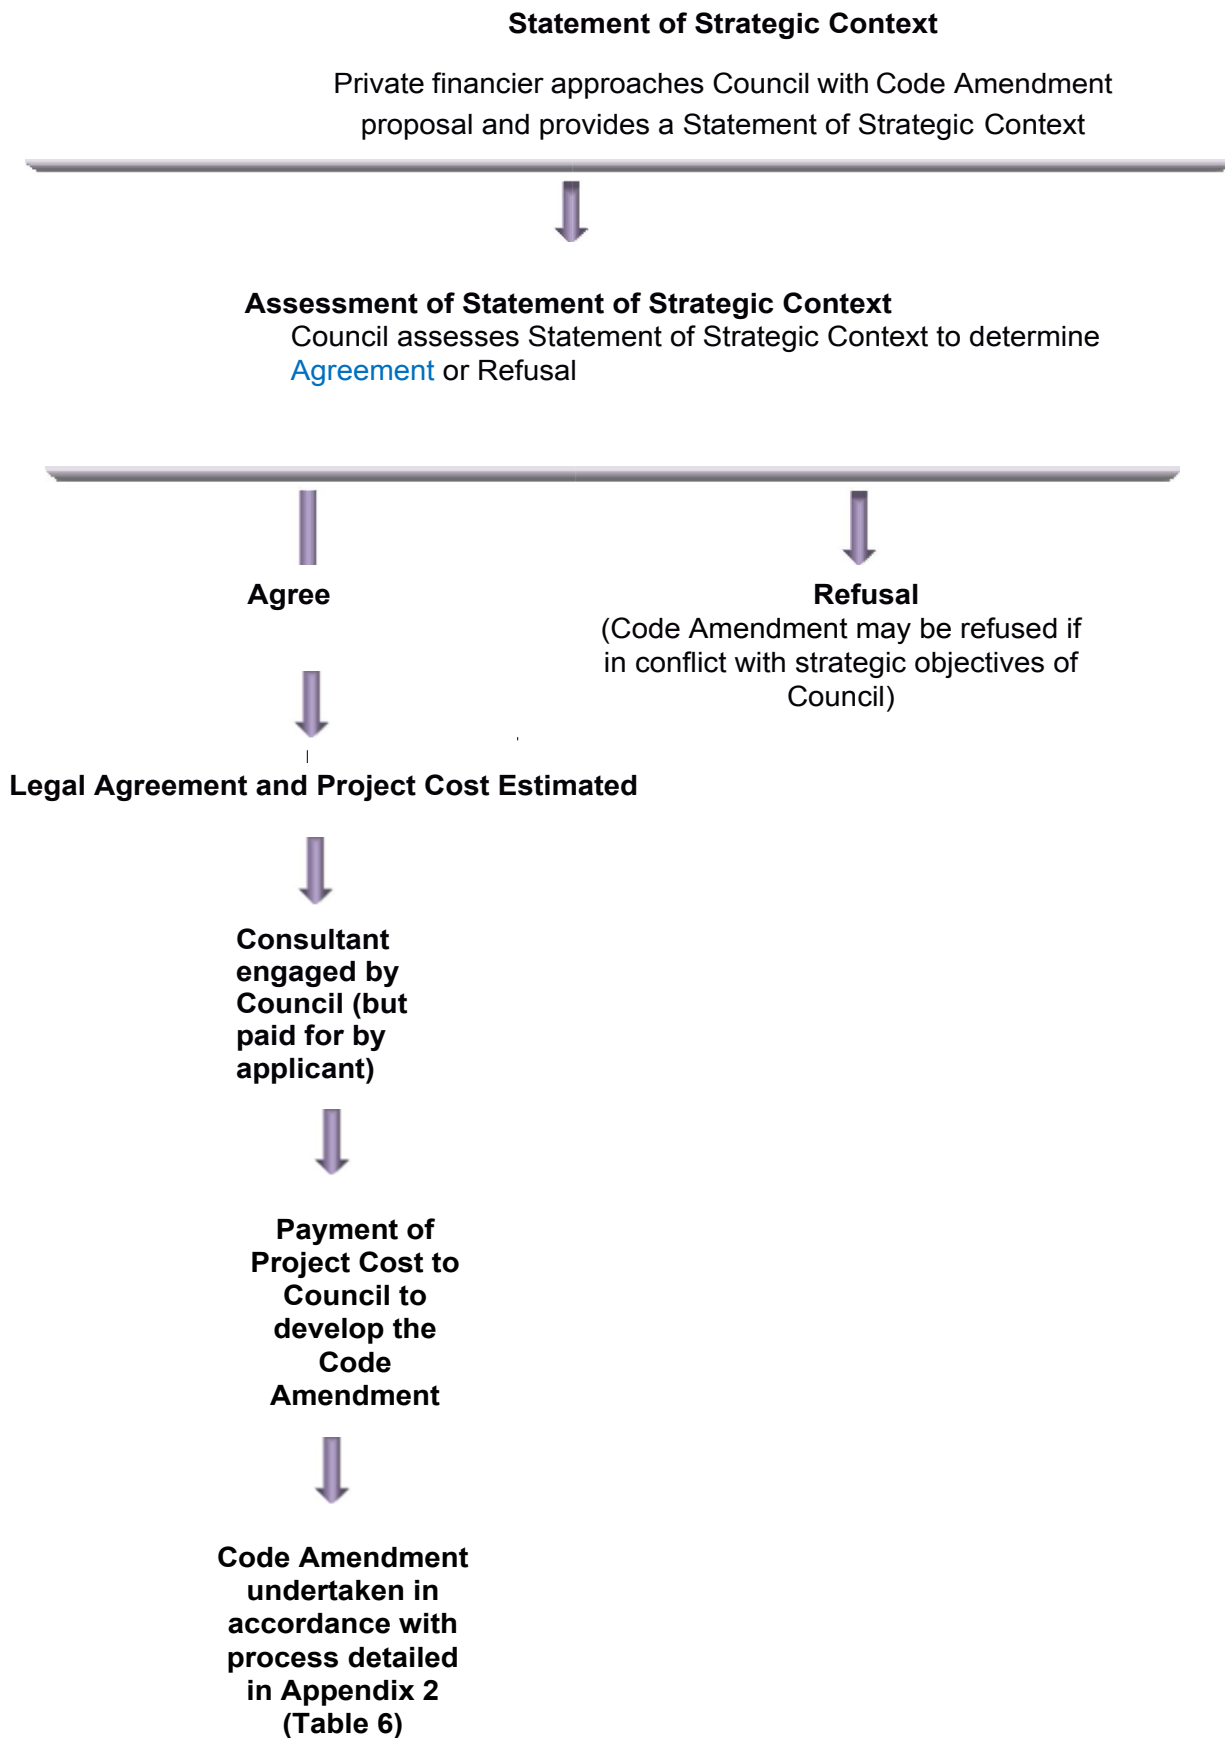 Statement of Strategic Context
Private financier approaches Council with Code Amendment
proposal and provides a Statement of Strategic Context
Assessment of Statement of Strategic Context
Council assesses Statement of Strategic Context to determine
Agreement or Refusal
Agree
Refusal
(Code Amendment may be refused if
in conflict with strategic objectives of
Council)
Legal Agreement and Project Cost Estimated
Consultant
engaged by
Council (but
paid for by
applicant)
Payment of
Project Cost to
Council to
develop the
Code
Amendment
Code Amendment
undertaken in
accordance with
process detailed
in Appendix 2
(Table 6)